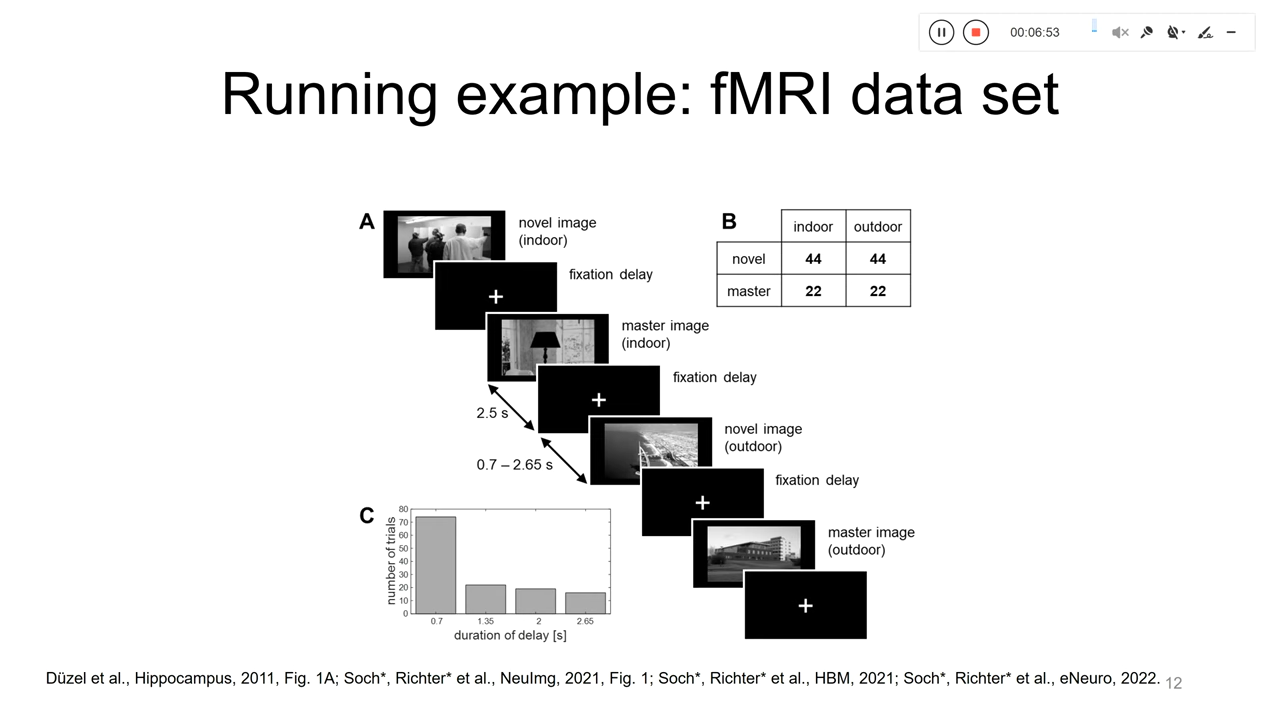 00:06:53
Running example: fMRI data set
A
novel image
(indoor)
fixation delay
master image
(indoor)
fixation delay
2.5 s
novel image
(outdoor)
0.7 – 2.65 s
fixation delay
master image
(outdoor)
B
indoor outdoor
novel 44 44
master 22 22
C
number of trials
80
70
60
50
40
30
20
10
0
0.7 1.35 2 2.65
duration of delay [s]
Düzel et al., Hippocampus, 2011, Fig. 1A; Soch*, Richter* et al., NeuImg, 2021, Fig. 1; Soch*, Richter* et al., HBM, 2021; Soch*, Richter* et al., eNeuro, 2022.
12